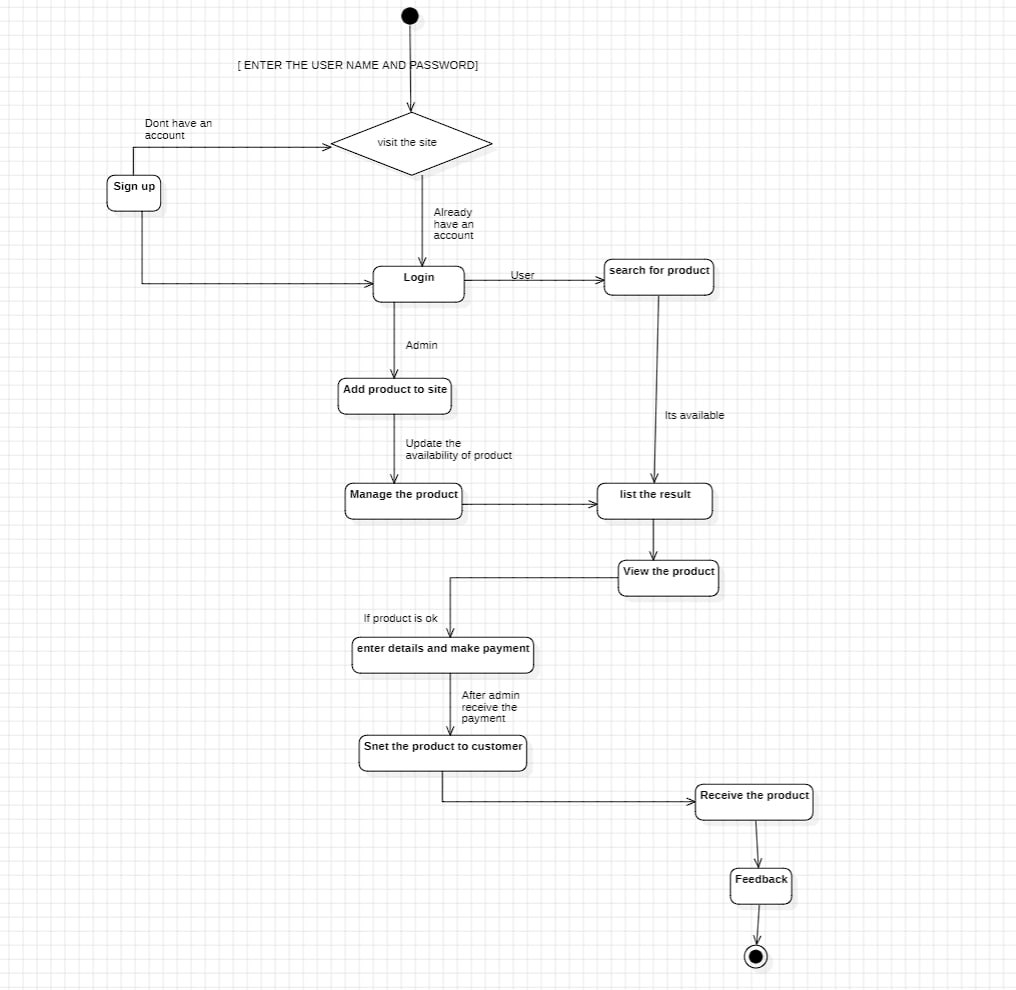 [ ENTER THE USER NAME AND PASSWORD]
Dont have an
account
visit the site
Sign up
Already
have an
account
Login
User
search for product
Admin
Add product to site
Its available
Update the
availability of product
Manage the product
list the result
View the product
If product is ok
enter details and make payment
After admin
receive the
payment
Snet the product to customer
Receive the product
Feedback